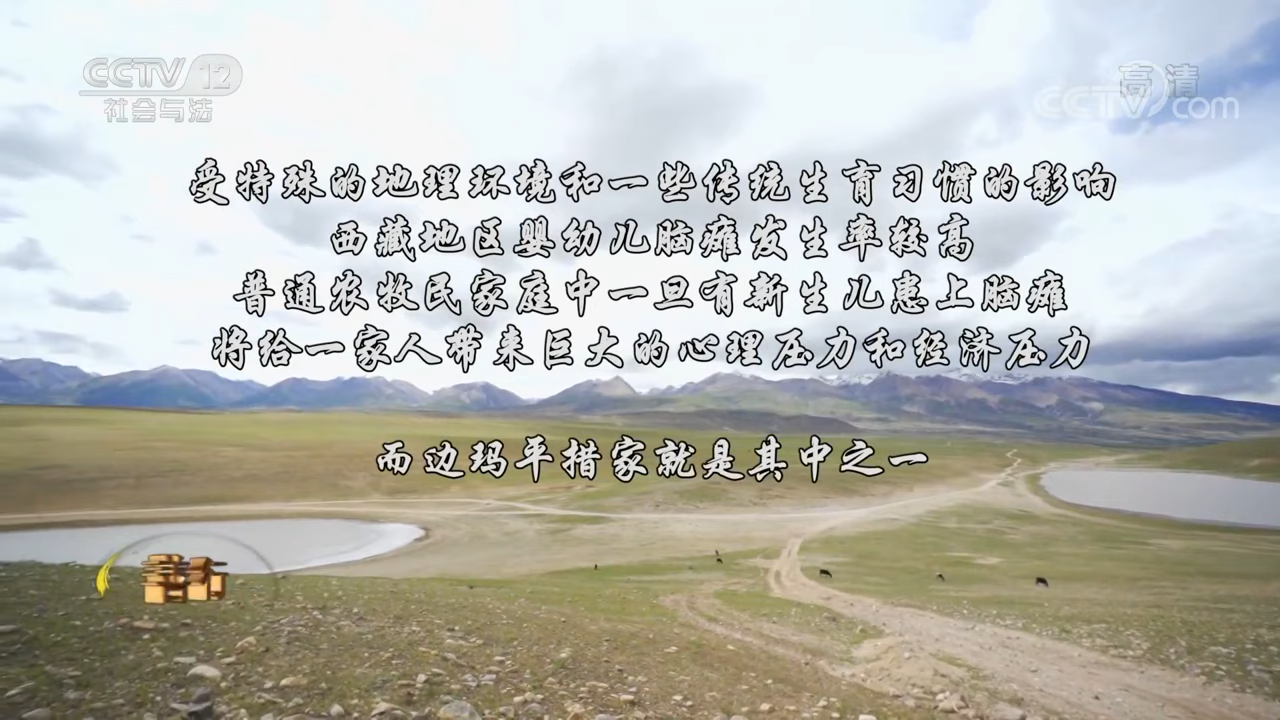 CCTV 12
社会与法
高清
CCTV.com
受特殊的地理环境和一些传统生育习惯的影响
西藏地区婴幼儿脑瘫发生率较高
普通农牧民家庭中一旦有新生儿患上脑瘫
将给一家人带来巨大的心理压力和经济压力
而边玛平措家就是其中之一